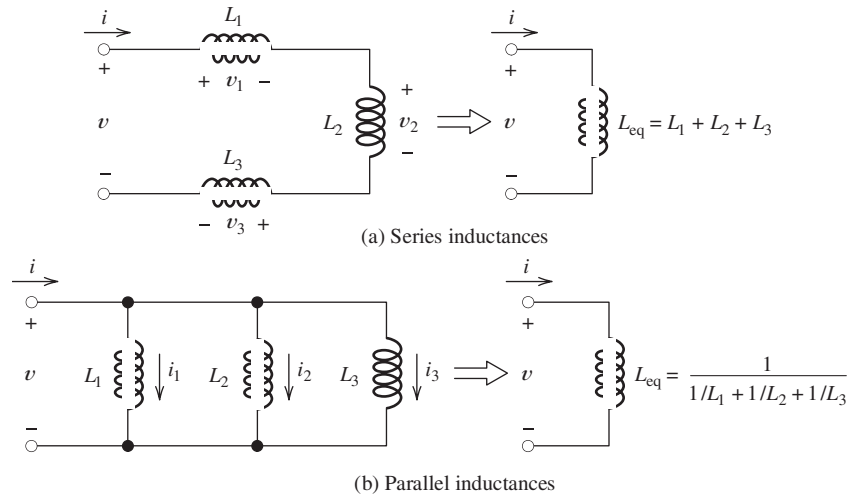 i L₁ i
+ + v₁ − +
v L₂ + v₂ − v Lₑq = L₁ + L₂ + L₃
− L₃ −
− v₃ +
(a) Series inductances
i i
+ +
v L₁ i₁ L₂ i₂ L₃ i₃ v Lₑq = 1 / (1/L₁ + 1/L₂ + 1/L₃)
− −
(b) Parallel inductances